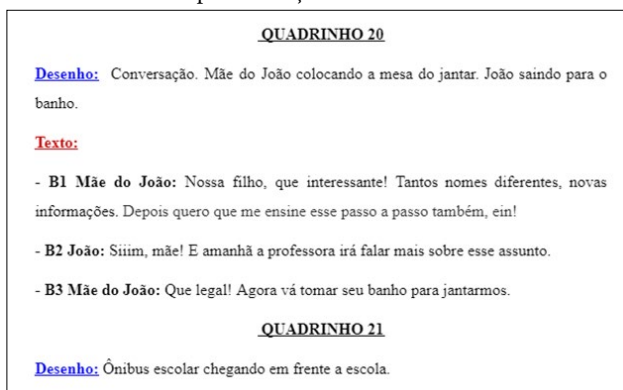 QUADRINHO 20
Desenho: Conversação. Mãe do João colocando a mesa do jantar. João saindo para o
banho.
Texto:
- B1 Mãe do João: Nossa filho, que interessante! Tantos nomes diferentes, novas
informações. Depois quero que me ensine esse passo a passo também, ein!
- B2 João: Siiim, mãe! E amanhã a professora irá falar mais sobre esse assunto.
- B3 Mãe do João: Que legal! Agora vá tomar seu banho para jantarmos.
QUADRINHO 21
Desenho: Ônibus escolar chegando em frente a escola.